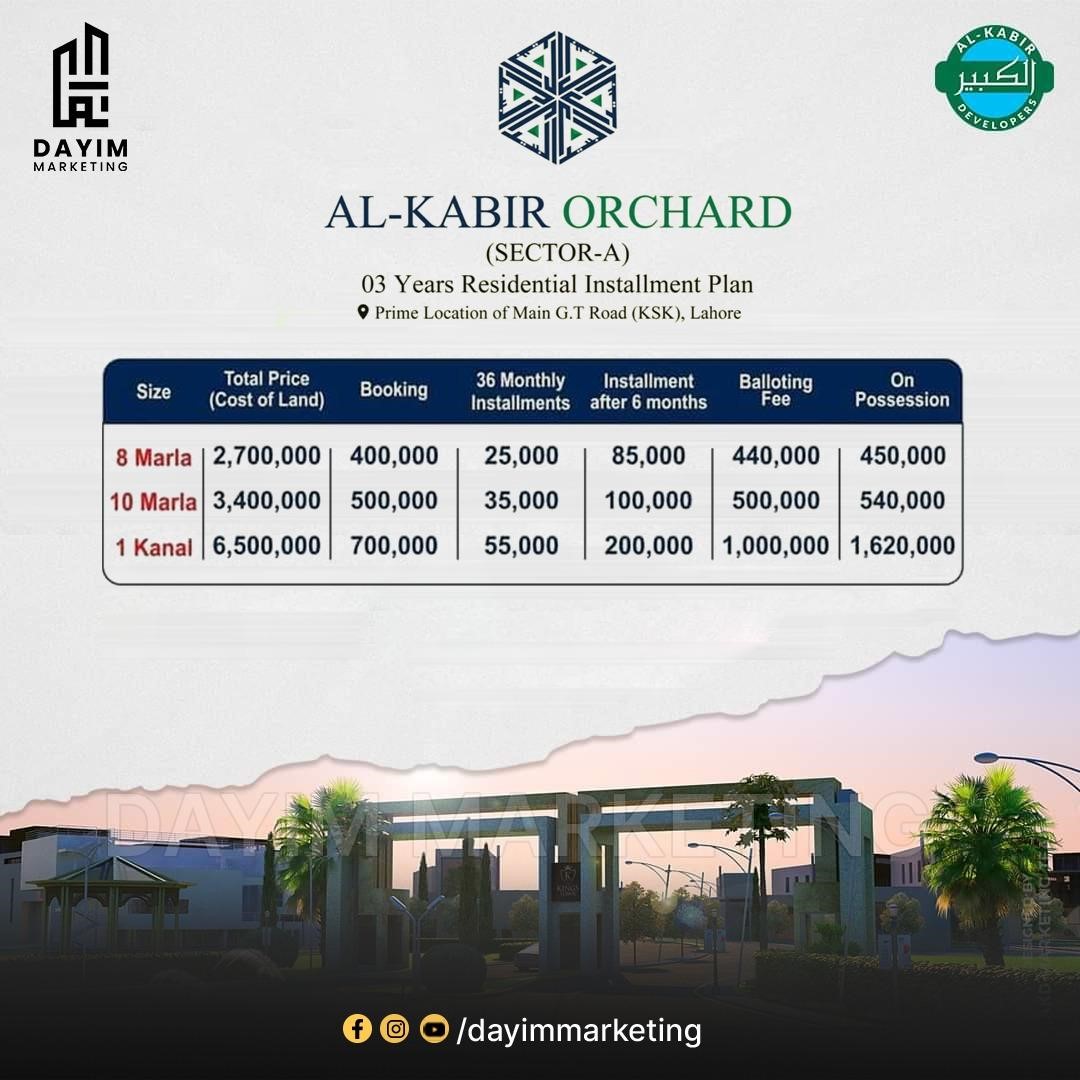 DAYIM
MARKETING
AL-KABIR
الكبير
DEVELOPERS
AL-KABIR ORCHARD
(SECTOR-A)
03 Years Residential Installment Plan
Prime Location of Main G.T Road (KSK), Lahore
Size Total Price (Cost of Land) Booking 36 Monthly Installments Installment after 6 months Balloting Fee On Possession
8 Marla 2,700,000 400,000 25,000 85,000 440,000 450,000
10 Marla 3,400,000 500,000 35,000 100,000 500,000 540,000
1 Kanal 6,500,000 700,000 55,000 200,000 1,000,000 1,620,000
DAYIM MARKETING
KINGS
/dayimmarketing